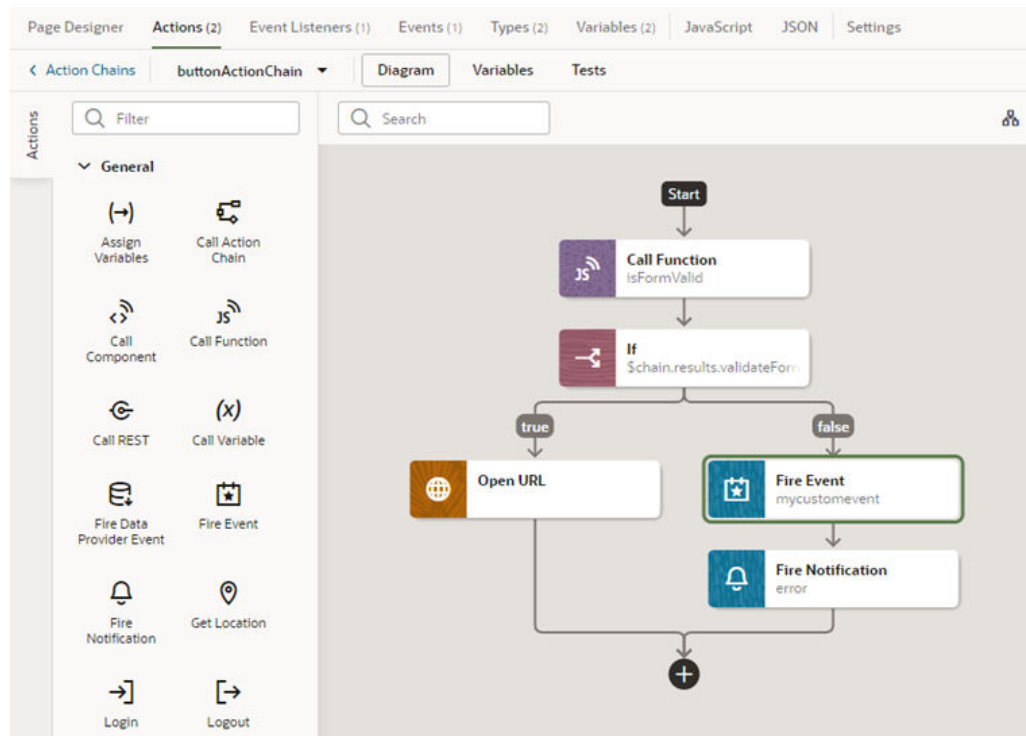 Page Designer Actions (2) Event Listeners (1) Events (1) Types (2) Variables (2) JavaScript JSON Settings
Action Chains buttonActionChain Diagram Variables Tests
Actions
Filter
Search
General
Assign
Variables
Call Action
Chain
Call
Component
JS
Call Function
Call REST
(x)
Call Variable
Fire Data
Provider Event
Fire Event
Fire
Notification
Get Location
Login
Logout
Start
JS
Call Function
isFormValid
If
$chain.results.validateForm
true
false
Open URL
Fire Event
mycustomevent
Fire Notification
error